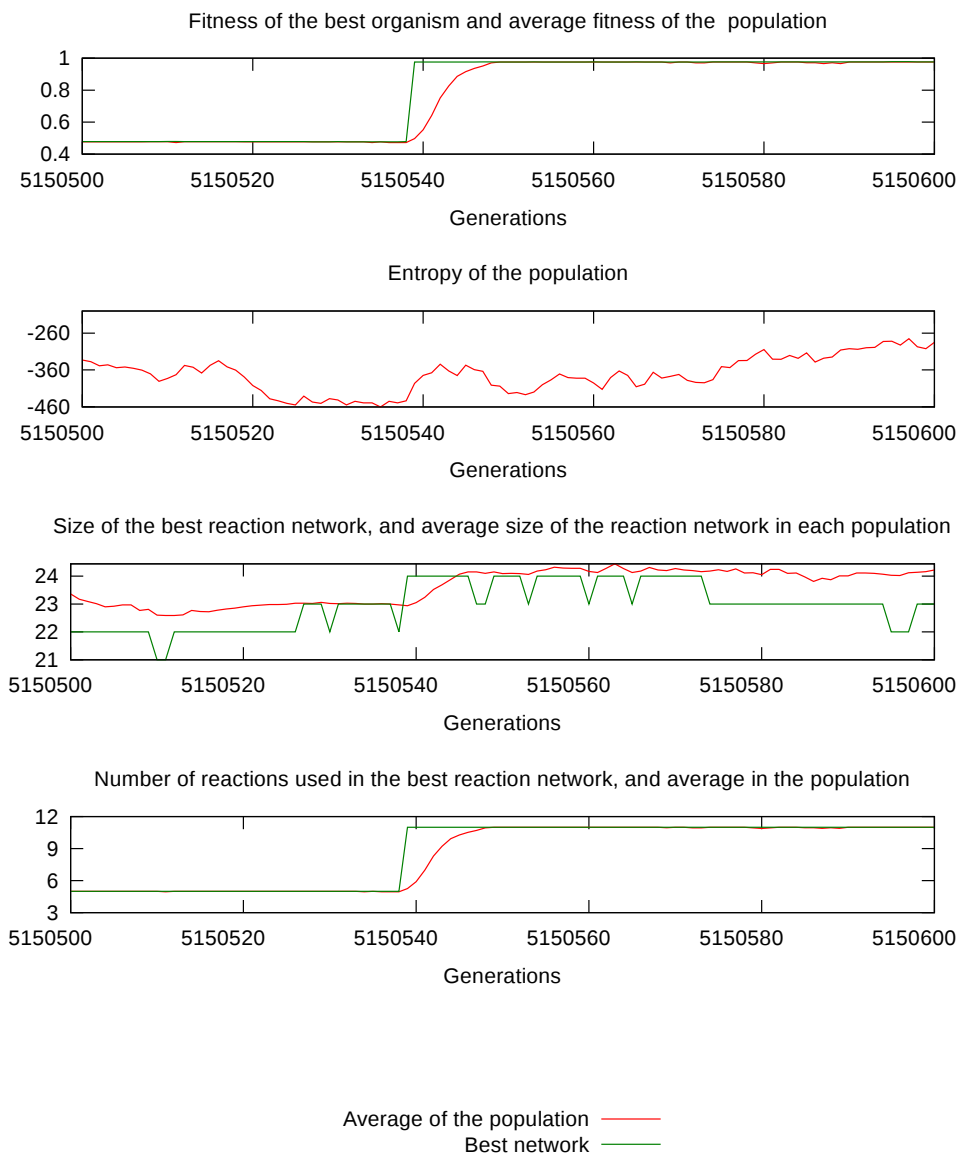 Fitness of the best organism and average fitness of the  population
1
0.8
0.6
0.4
5150500 5150520 5150540 5150560 5150580 5150600
Generations
Entropy of the population
-260
-360
-460
5150500 5150520 5150540 5150560 5150580 5150600
Generations
Size of the best reaction network, and average size of the reaction network in each population
24
23
22
21
5150500 5150520 5150540 5150560 5150580 5150600
Generations
Number of reactions used in the best reaction network, and average in the population
12
9
6
3
5150500 5150520 5150540 5150560 5150580 5150600
Generations
Average of the population
Best network